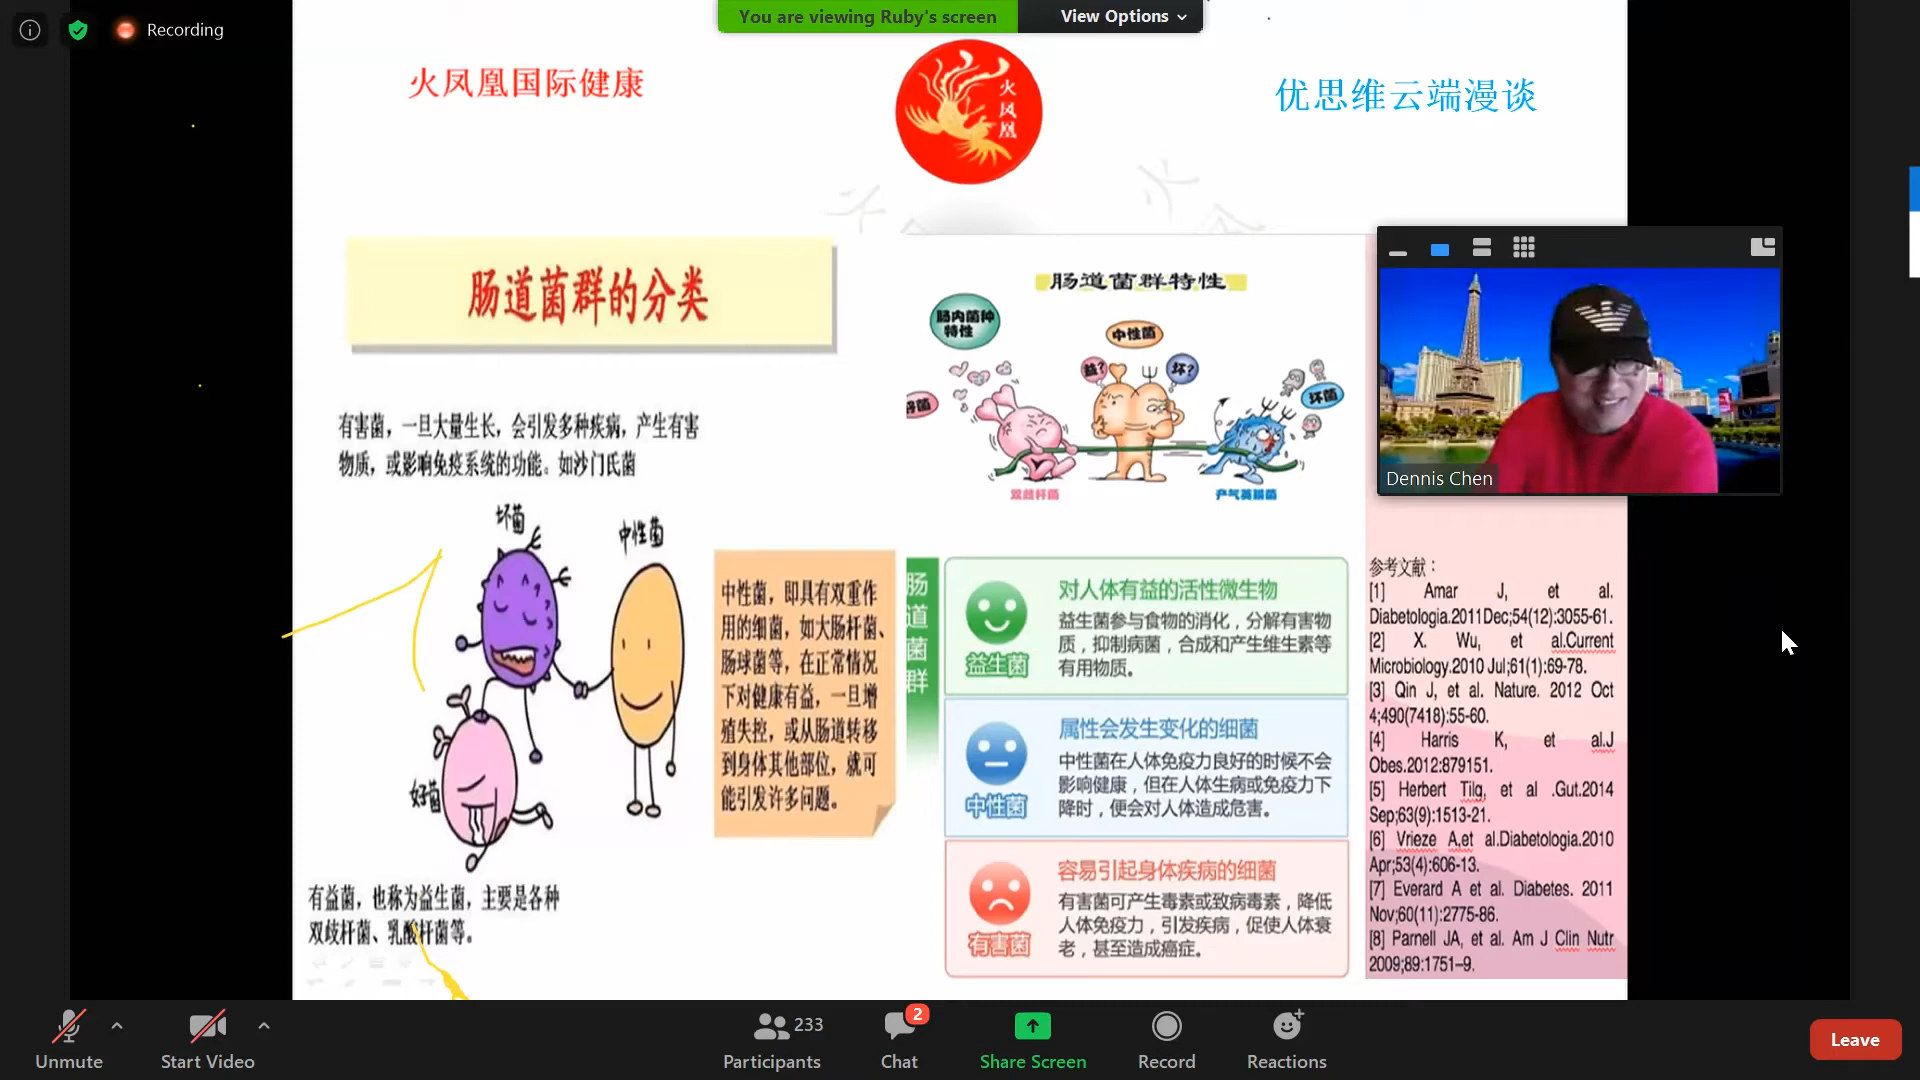 Recording
You are viewing Ruby's screen
View Options
火凤凰国际健康
火凤凰
优思维云端漫谈
肠道菌群的分类
有害菌，一旦大量生长，会引发多种疾病，产生有害
物质，或影响免疫系统的功能。如沙门氏菌
坏菌
中性菌
好菌
有益菌，也称为益生菌，主要是各种
双歧杆菌、乳酸杆菌等。
中性菌，即具有双重作
用的细菌，如大肠杆菌、
肠球菌等，在正常情况
下对健康有益，一旦增
殖失控，或从肠道转移
到身体其他部位，就可
能引发许多问题。
肠道菌群特性
肠内菌种
特性
中性菌
益?
坏?
好菌
坏菌
双歧杆菌
产气荚膜菌
肠道菌群
益生菌
对人体有益的活性微生物
益生菌参与食物的消化，分解有害物
质，抑制病菌，合成和产生维生素等
有用物质。
中性菌
属性会发生变化的细菌
中性菌在人体免疫力良好的时候不会
影响健康，但在人体生病或免疫力下
降时，便会对人体造成危害。
有害菌
容易引起身体疾病的细菌
有害菌可产生毒素或致病毒素，降低
人体免疫力，引发疾病，促使人体衰
老，甚至造成癌症。
Dennis Chen
参考文献：
[1] Amar J, et al.
Diabetologia.2011Dec;54(12):3055-61.
[2] X. Wu, et al.Current
Microbiology.2010 Jul;61(1):69-78.
[3] Qin J, et al. Nature. 2012 Oct
4;490(7418):55-60.
[4] Harris K, et al.J
Obes.2012:879151.
[5] Herbert Tilg, et al .Gut.2014
Sep;63(9):1513-21.
[6] Vrieze A,et al.Diabetologia.2010
Apr;53(4):606-13.
[7] Everard A et al. Diabetes. 2011
Nov;60(11):2775-86.
[8] Parnell JA, et al. Am J Clin Nutr
2009;89:1751–9.
Unmute
Start Video
233
Participants
2
Chat
Share Screen
Record
Reactions
Leave